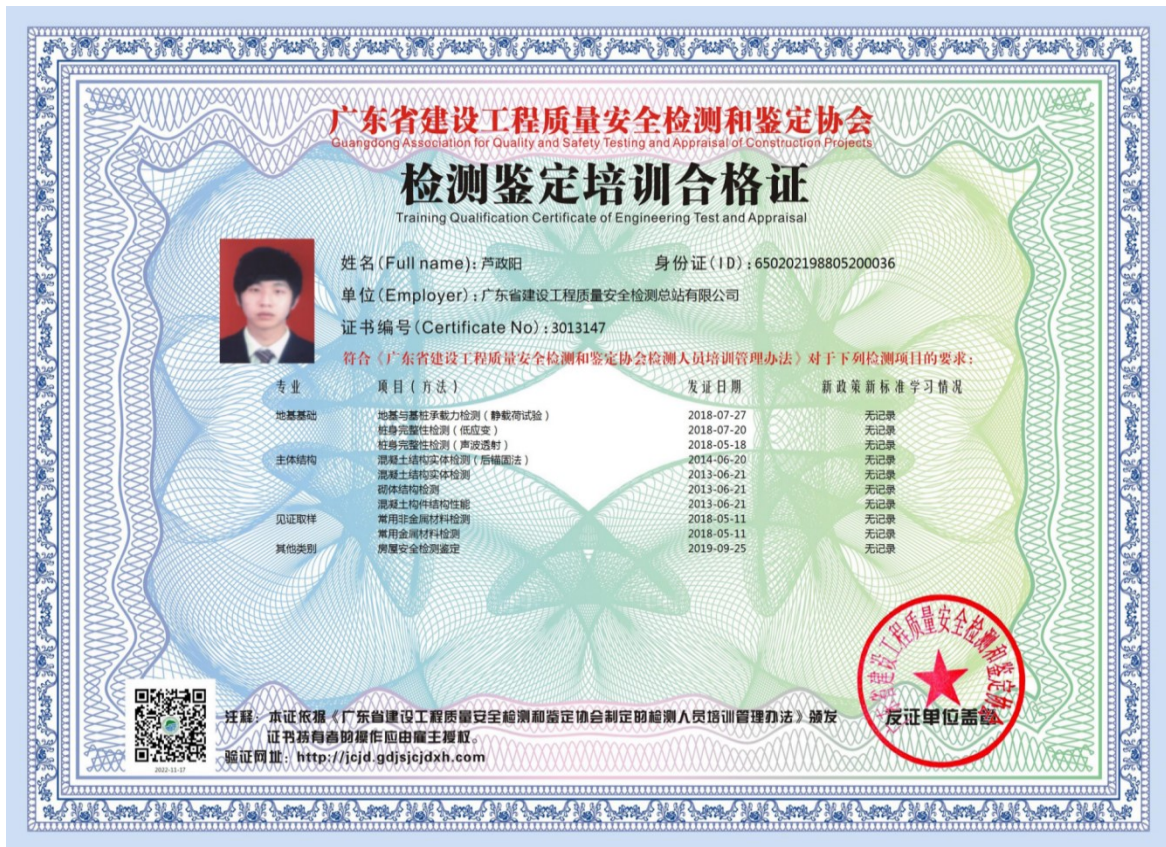 广东省建设工程质量安全检测和鉴定协会
Guangdong Association for Quality and Safety Testing and Appraisal of Construction Projects
检测鉴定培训合格证
Training Qualification Certificate of Engineering Test and Appraisal
姓名(Full name)：芦政阳 身份证(ID)：650202198805200036
单位(Employer)：广东省建设工程质量安全检测总站有限公司
证书编号(Certificate No)：3013147
符合《广东省建设工程质量安全检测和鉴定协会检测人员培训管理办法》对于下列检测项目的要求：
专业 项目(方法) 发证日期 新政策新标准学习情况
地基基础 地基与基桩承载力检测(静载荷试验) 2018-07-27 无记录
桩身完整性检测(低应变) 2018-07-20 无记录
桩身完整性检测(声波透射) 2018-05-18 无记录
主体结构 混凝土结构实体检测(后锚固法) 2014-06-20 无记录
混凝土结构实体检测 2013-06-21 无记录
砌体结构检测 2013-06-21 无记录
混凝土构件结构性能 2013-06-21 无记录
见证取样 常用非金属材料检测 2018-05-11 无记录
常用金属材料检测 2018-05-11 无记录
其他类别 房屋安全检测鉴定 2019-09-25 无记录
广东省建设工程质量安全检测和鉴定协会
发证单位盖章
注释：本证依据《广东省建设工程质量安全检测和鉴定协会制定的检测人员培训管理办法》颁发
证书持有者的操作应由雇主授权。
验证网址：http://jcjd.gdjsjcjdxh.com
2022-11-17